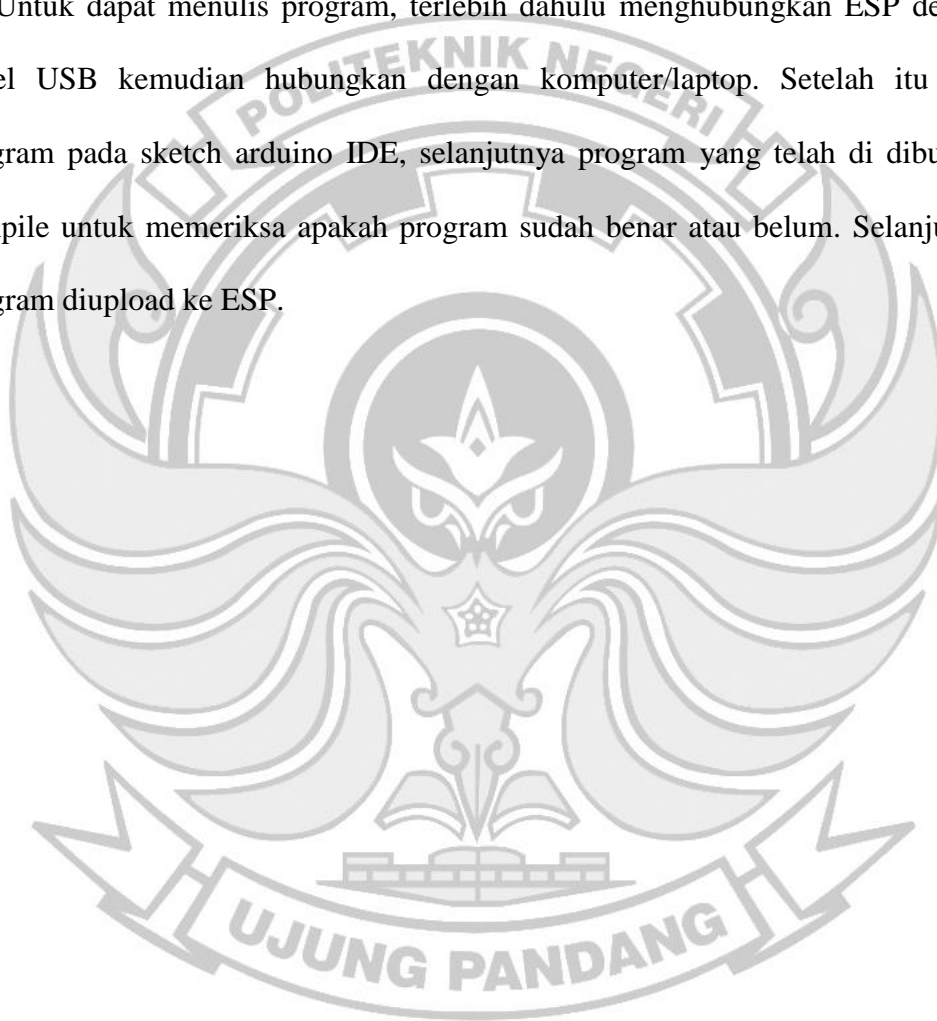 Untuk dapat menulis program, terlebih dahulu menghubungkan ESP de
el USB kemudian hubungkan dengan komputer/laptop. Setelah itu
gram pada sketch arduino IDE, selanjutnya program yang telah di dibu
pile untuk memeriksa apakah program sudah benar atau belum. Selanju
gram diupload ke ESP.
POLITEKNIK NEGERI
UJUNG PANDANG